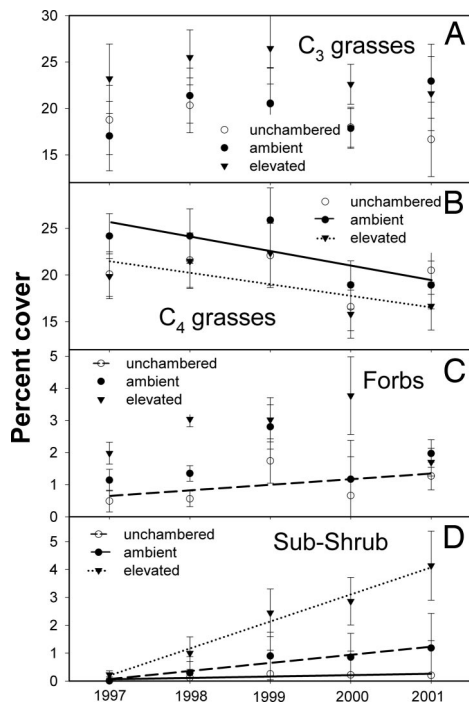 Percent cover
30
25
20
15
A
C3 grasses
unchambered
ambient
elevated
25
20
15
B
unchambered
ambient
elevated
C4 grasses
5
4
3
2
1
0
C
unchambered
ambient
elevated
Forbs
5
4
3
2
1
0
D
unchambered
ambient
elevated
Sub-Shrub
1997 1998 1999 2000 2001